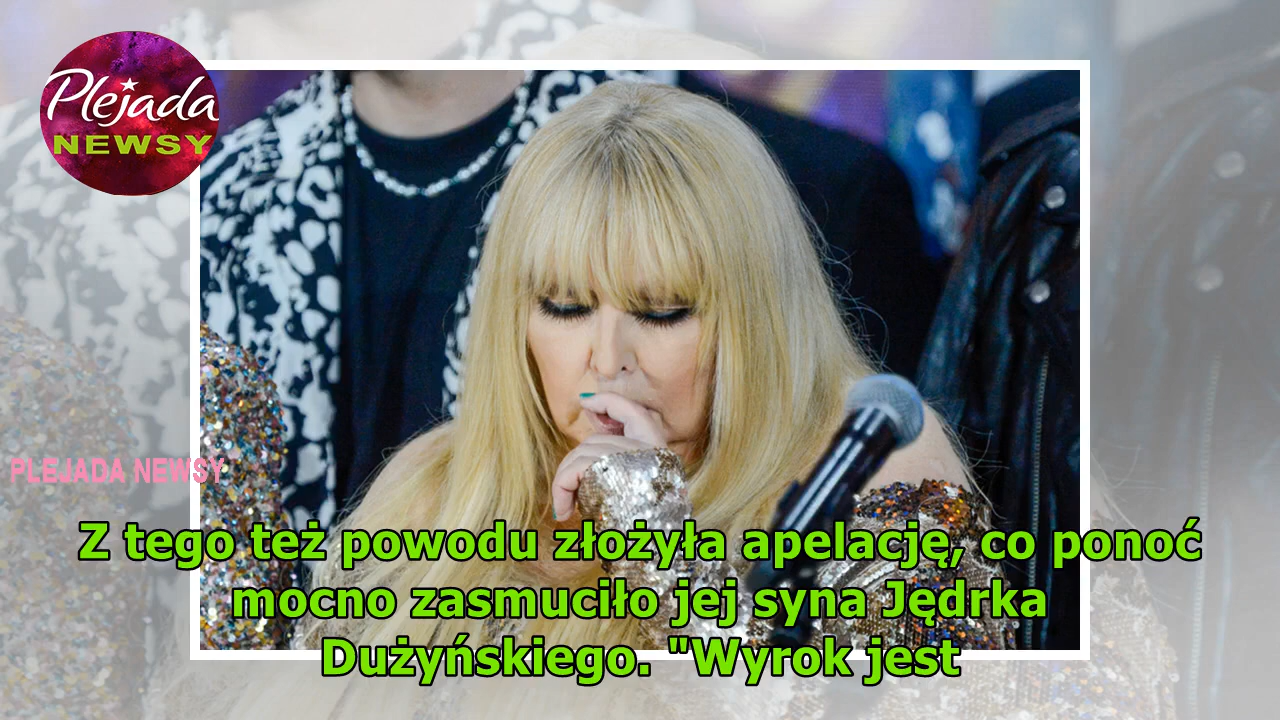 Plejada
NEWSY
PLEJADA NEWSY
Z tego też powodu złożyła apelację, co ponoć
mocno zasmuciło jej syna Jędrka
Dużyńskiego. "Wyrok jest